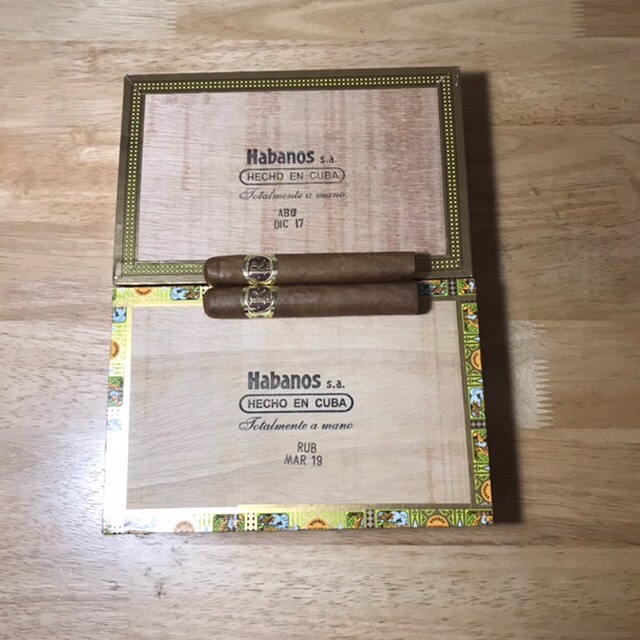 Habanos s.a.
HECHO EN CUBA
Totalmente a mano
ABO
DIC 17
Habanos s.a.
HECHO EN CUBA
Totalmente a mano
RUB
MAR 19